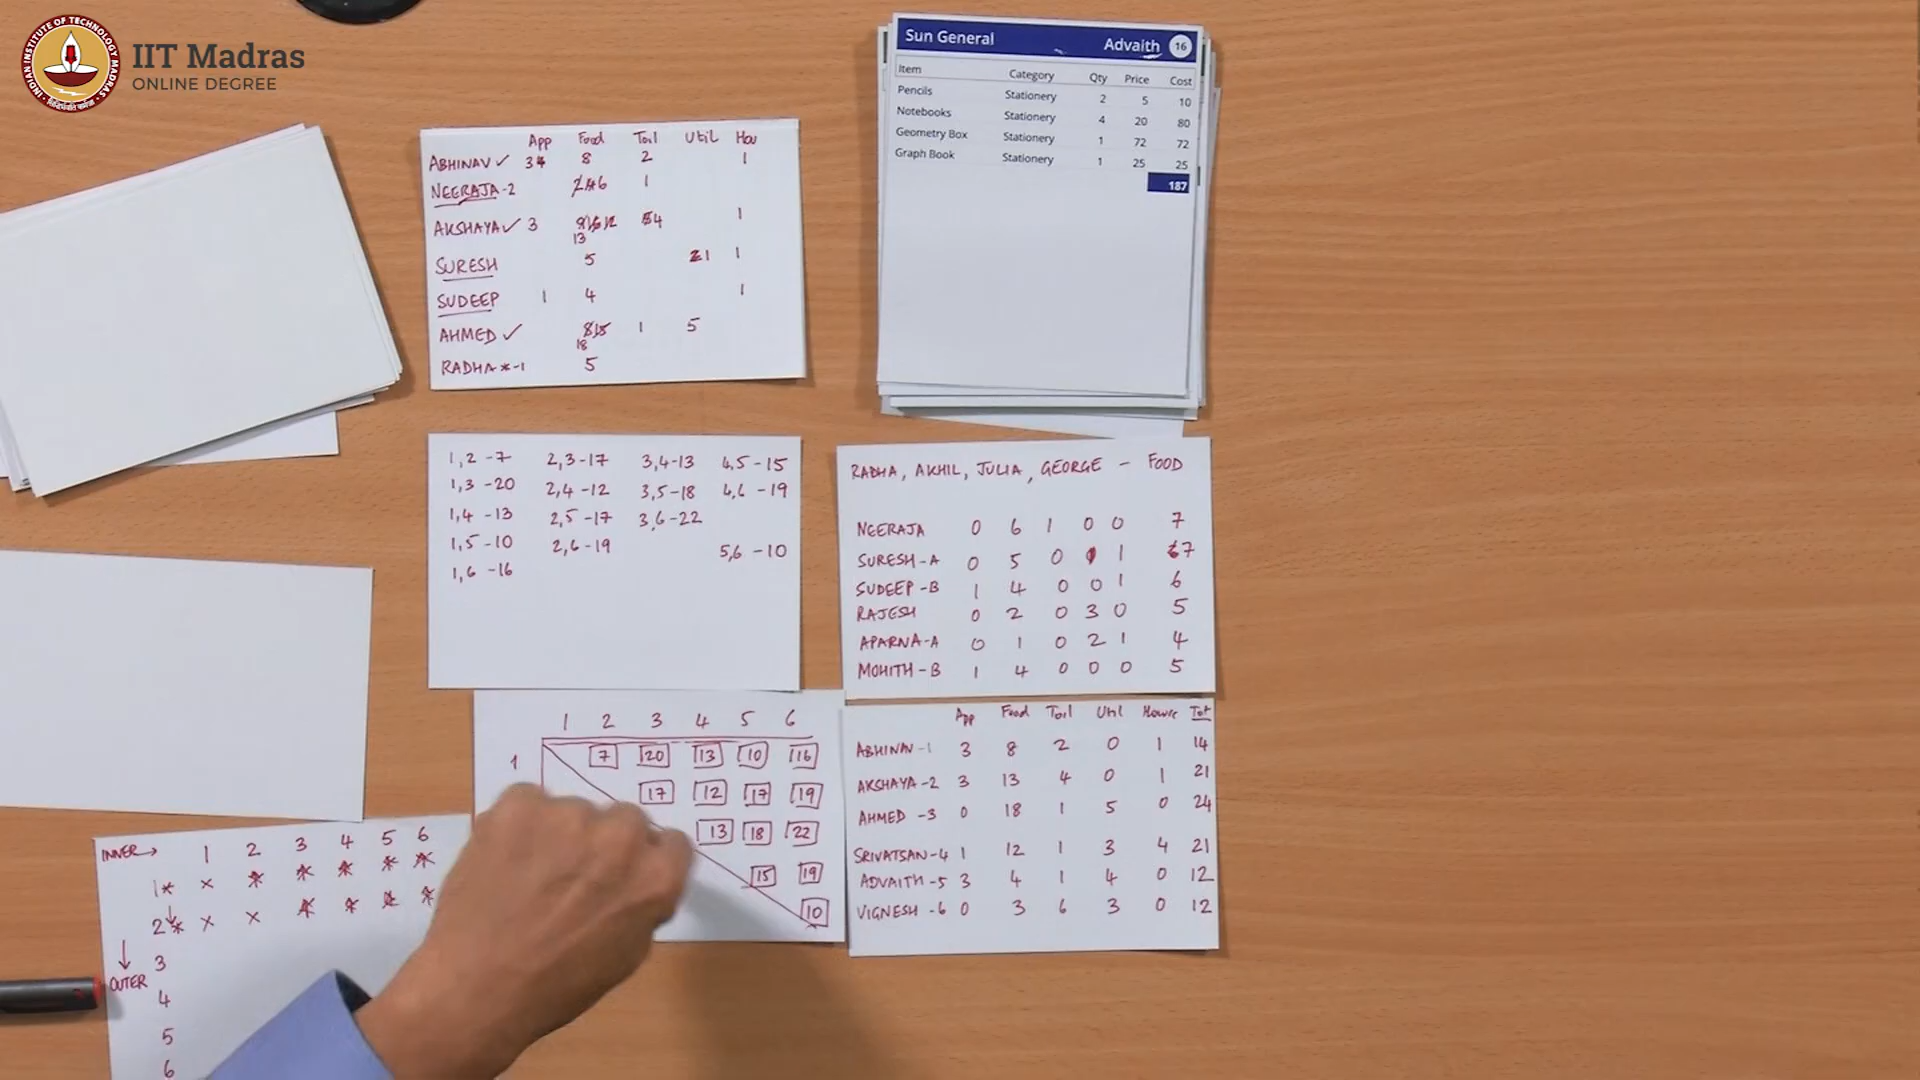 IIT Madras
ONLINE DEGREE
Sun General Advaith 16
Item Category Qty Price Cost
Pencils Stationery 2 5 10
Notebooks Stationery 4 20 80
Geometry Box Stationery 1 72 72
Graph Book Stationery 1 25 25
187
App Food Toil Util Hou
ABHINAV ✓ 3 8 2 1
NEERAJA-2 6 1
AKSHAYA ✓ 3 4 1
13
SURESH 5 1 1
SUDEEP 1 4 1
AHMED ✓ 1 5
18
RADHA *-1 5
1,2 -7 2,3-17 3,4-13 4,5-15
1,3 -20 2,4-12 3,5-18 4,6 -19
1,4 -13 2,5-17 3,6-22
1,5 -10 2,6-19 5,6 -10
1,6 -16
RADHA, AKHIL, JULIA, GEORGE - FOOD
NEERAJA 0 6 1 0 0 7
SURESH-A 0 5 0 1 7
SUDEEP-B 1 4 0 0 1 6
RAJESH 0 2 0 3 0 5
APARNA-A 0 1 0 2 1 4
MOHITH-B 1 4 0 0 0 5
1 2 3 4 5 6
1 7 20 13 10 16
17 12 17 19
13 18 22
15 19
10
App Food Toil Util House Tot
ABHINAV-1 3 8 2 0 1 14
AKSHAYA-2 3 13 4 0 1 21
AHMED -3 0 18 1 5 0 24
SRIVATSAN-4 1 12 1 3 4 21
ADVAITH-5 3 4 1 4 0 12
VIGNESH -6 0 3 6 3 0 12
INNER→ 1 2 3 4 5 6
1* × * * * * *
2* × × * * * *
3
OUTER
4
5
6